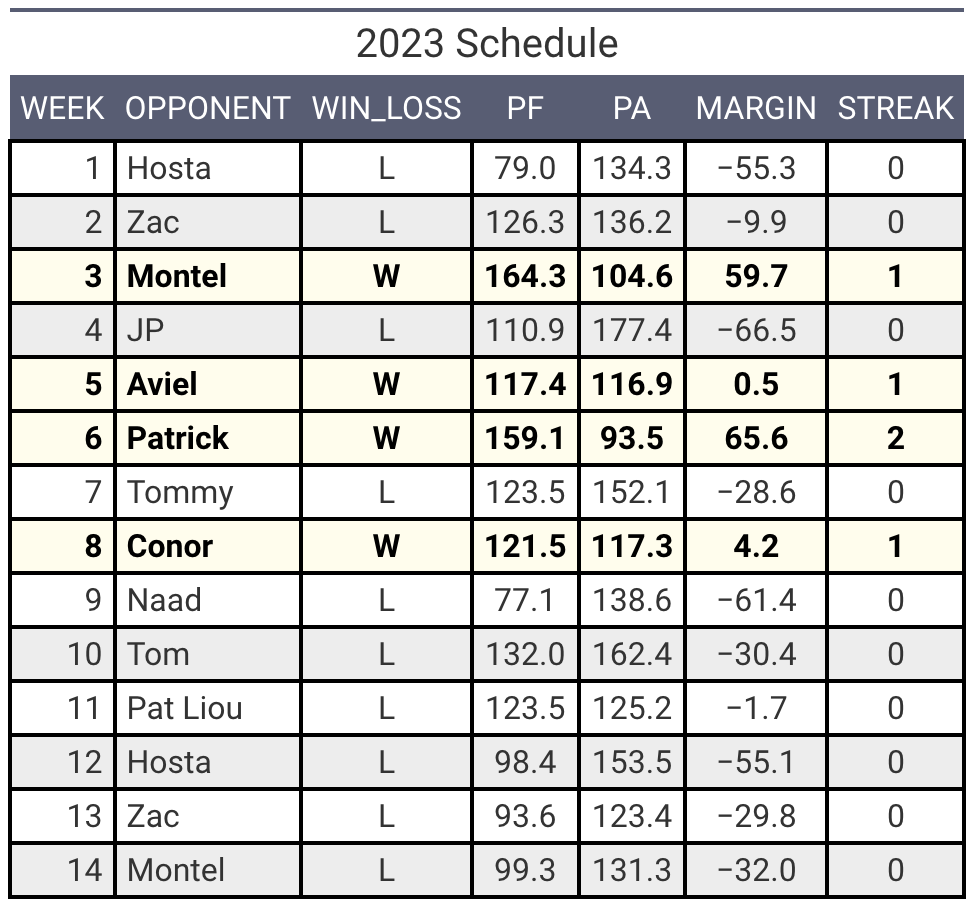 2023 Schedule
WEEK OPPONENT WIN_LOSS PF PA MARGIN STREAK
1 Hosta L 79.0 134.3 −55.3 0
2 Zac L 126.3 136.2 −9.9 0
3 Montel W 164.3 104.6 59.7 1
4 JP L 110.9 177.4 −66.5 0
5 Aviel W 117.4 116.9 0.5 1
6 Patrick W 159.1 93.5 65.6 2
7 Tommy L 123.5 152.1 −28.6 0
8 Conor W 121.5 117.3 4.2 1
9 Naad L 77.1 138.6 −61.4 0
10 Tom L 132.0 162.4 −30.4 0
11 Pat Liou L 123.5 125.2 −1.7 0
12 Hosta L 98.4 153.5 −55.1 0
13 Zac L 93.6 123.4 −29.8 0
14 Montel L 99.3 131.3 −32.0 0